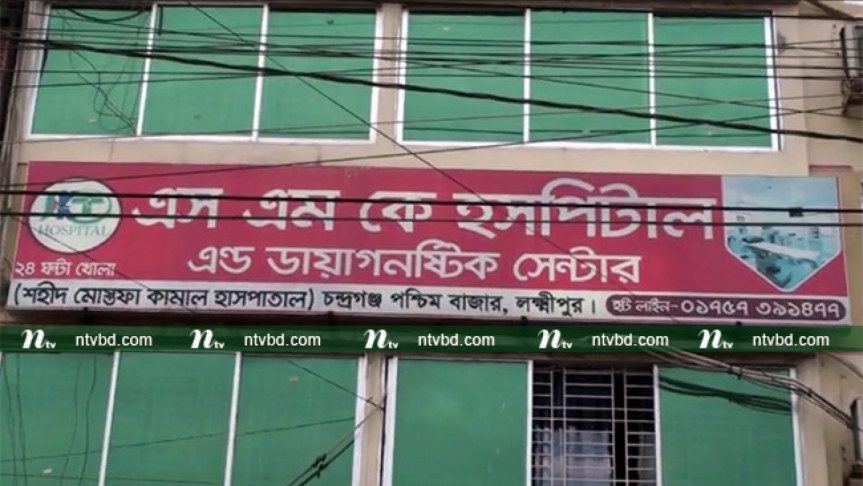 HOSPITAL
এস এম কে হসপিটাল
এন্ড ডায়াগনষ্টিক সেন্টার
২৪ ঘন্টা খোলা
(শহীদ মোস্তফা কামাল হাসপাতাল) চন্দ্রগঞ্জ পশ্চিম বাজার, লক্ষ্মীপুর। হট লাইন-০১৭৫৭ ৩৯১৪৭৭
ntv ntvbd.com ntv ntvbd.com ntv ntvbd.com ntv ntvbd.com ntv ntvbd.com